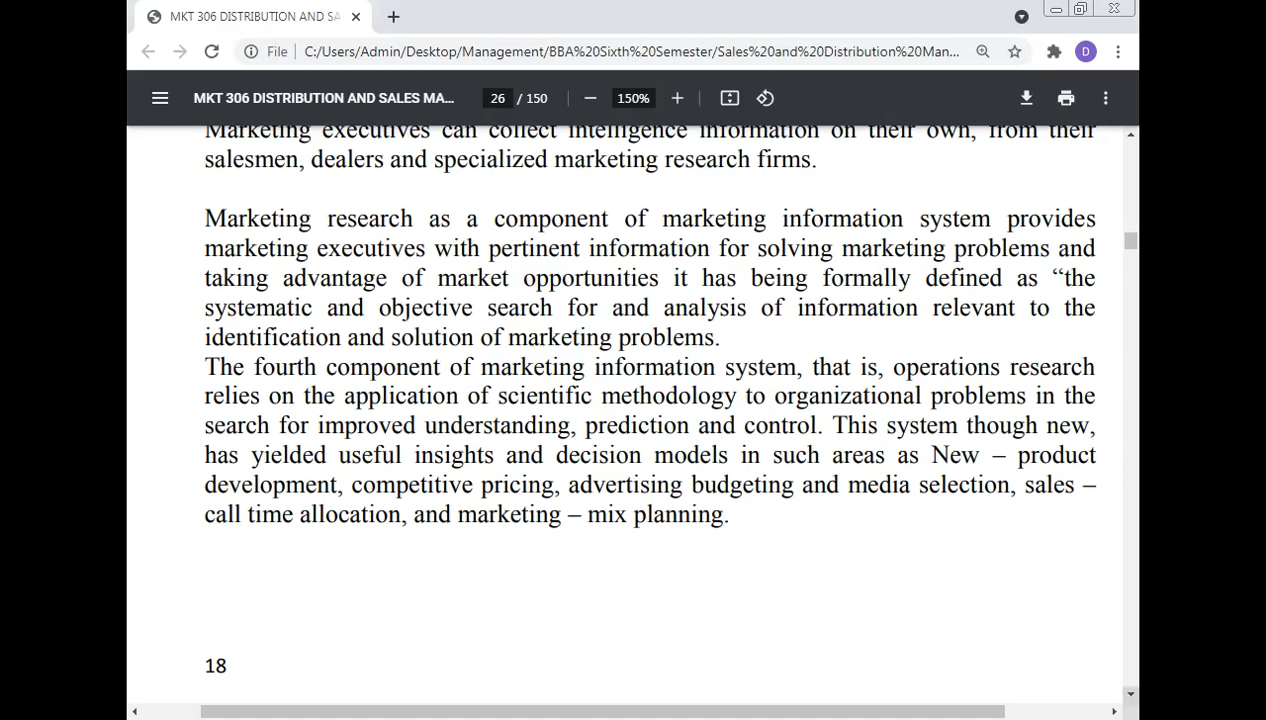 MKT 306 DISTRIBUTION AND SA
File C:/Users/Admin/Desktop/Management/BBA%20Sixth%20Semester/Sales%20and%20Distribution%20Man... D
MKT 306 DISTRIBUTION AND SALES MA... 26 / 150 150%
Marketing executives can collect intelligence information on their own, from their
salesmen, dealers and specialized marketing research firms.
Marketing research as a component of marketing information system provides
marketing executives with pertinent information for solving marketing problems and
taking advantage of market opportunities it has being formally defined as “the
systematic and objective search for and analysis of information relevant to the
identification and solution of marketing problems.
The fourth component of marketing information system, that is, operations research
relies on the application of scientific methodology to organizational problems in the
search for improved understanding, prediction and control. This system though new,
has yielded useful insights and decision models in such areas as New – product
development, competitive pricing, advertising budgeting and media selection, sales –
call time allocation, and marketing – mix planning.
18